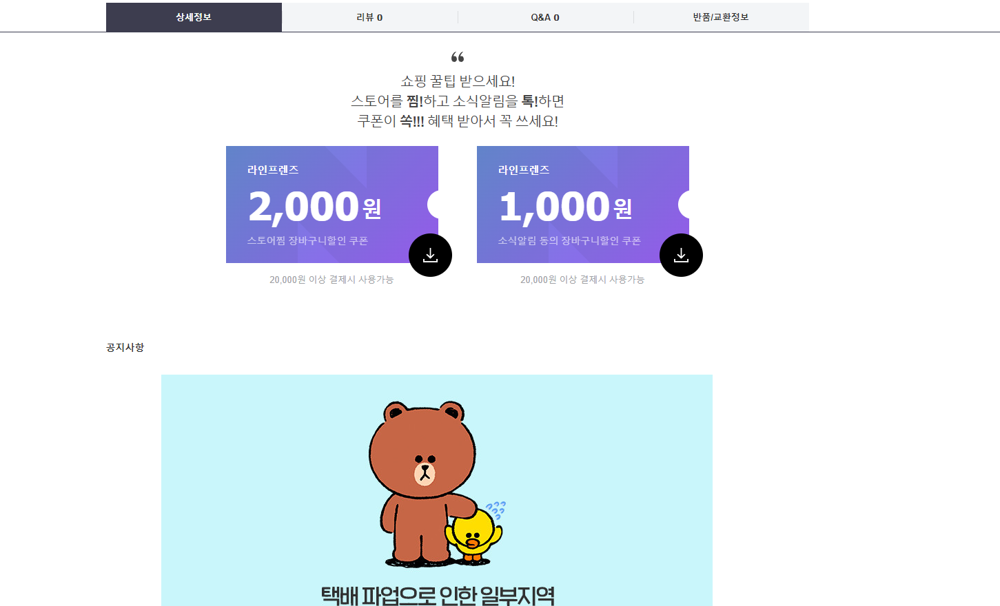 상세정보
리뷰 0
Q&A 0
반품/교환정보
쇼핑 꿀팁 받으세요!
스토어를 찜!하고 소식알림을 톡!하면
쿠폰이 쏙!!! 혜택 받아서 꼭 쓰세요!
라인프렌즈
2,000원
스토어찜 장바구니할인 쿠폰
20,000원 이상 결제시 사용가능
라인프렌즈
1,000원
소식알림 동의 장바구니할인 쿠폰
20,000원 이상 결제시 사용가능
공지사항
택배 파업으로 인한 일부지역